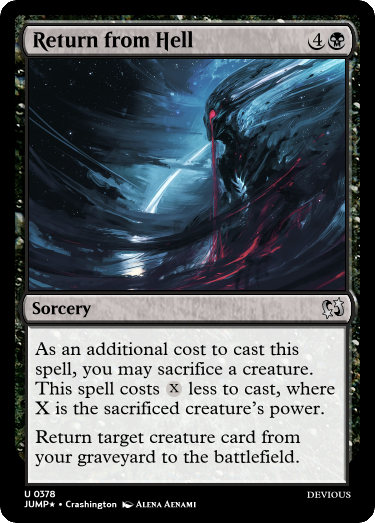 Return from Hell 4
Sorcery
As an additional cost to cast this
spell, you may sacrifice a creature.
This spell costs X less to cast, where
X is the sacrificed creature's power.
Return target creature card from
your graveyard to the battlefield.
U 0378 DEVIOUS
JUMP★ • Crashington Alena Aenami